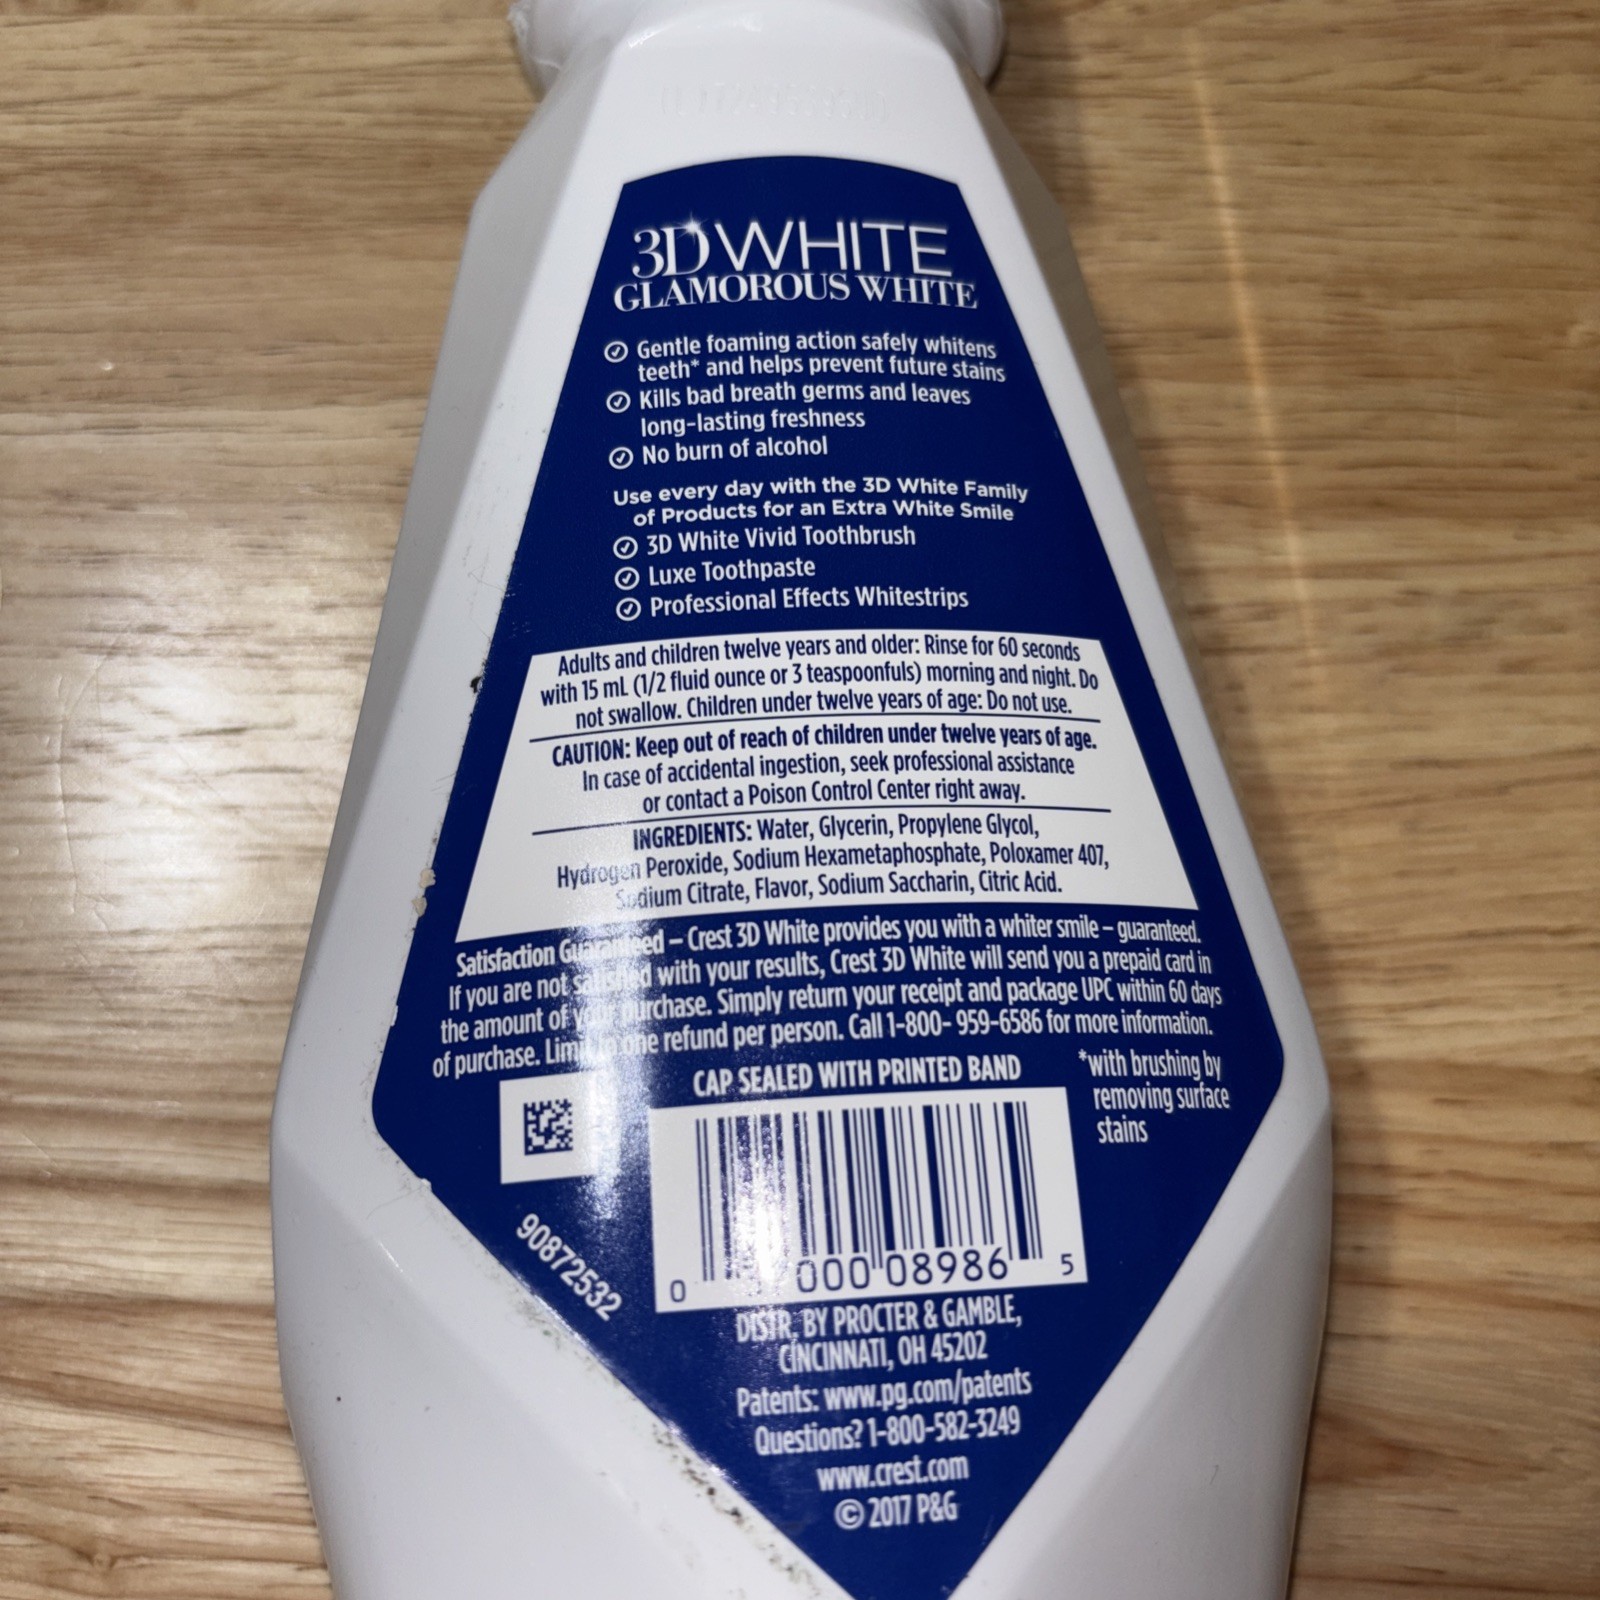 3D WHITE
GLAMOROUS WHITE
Gentle foaming action safely whitens
teeth* and helps prevent future stains
Kills bad breath germs and leaves
long-lasting freshness
No burn of alcohol
Use every day with the 3D White Family
of Products for an Extra White Smile
3D White Vivid Toothbrush
Luxe Toothpaste
Professional Effects Whitestrips
Adults and children twelve years and older: Rinse for 60 seconds
with 15 mL (1/2 fluid ounce or 3 teaspoonfuls) morning and night. Do
not swallow. Children under twelve years of age: Do not use.
CAUTION: Keep out of reach of children under twelve years of age.
In case of accidental ingestion, seek professional assistance
or contact a Poison Control Center right away.
INGREDIENTS: Water, Glycerin, Propylene Glycol,
Hydrogen Peroxide, Sodium Hexametaphosphate, Poloxamer 407,
Sodium Citrate, Flavor, Sodium Saccharin, Citric Acid.
Satisfaction Guaranteed – Crest 3D White provides you with a whiter smile – guaranteed.
If you are not satisfied with your results, Crest 3D White will send you a prepaid card in
the amount of your purchase. Simply return your receipt and package UPC within 60 days
of purchase. Limit one refund per person. Call 1-800- 959-6586 for more information.
CAP SEALED WITH PRINTED BAND
*with brushing by
removing surface
stains
90872532
0 000 08986 5
DISTR. BY PROCTER & GAMBLE,
CINCINNATI, OH 45202
Patents: www.pg.com/patents
Questions? 1-800-582-3249
www.crest.com
© 2017 P&G